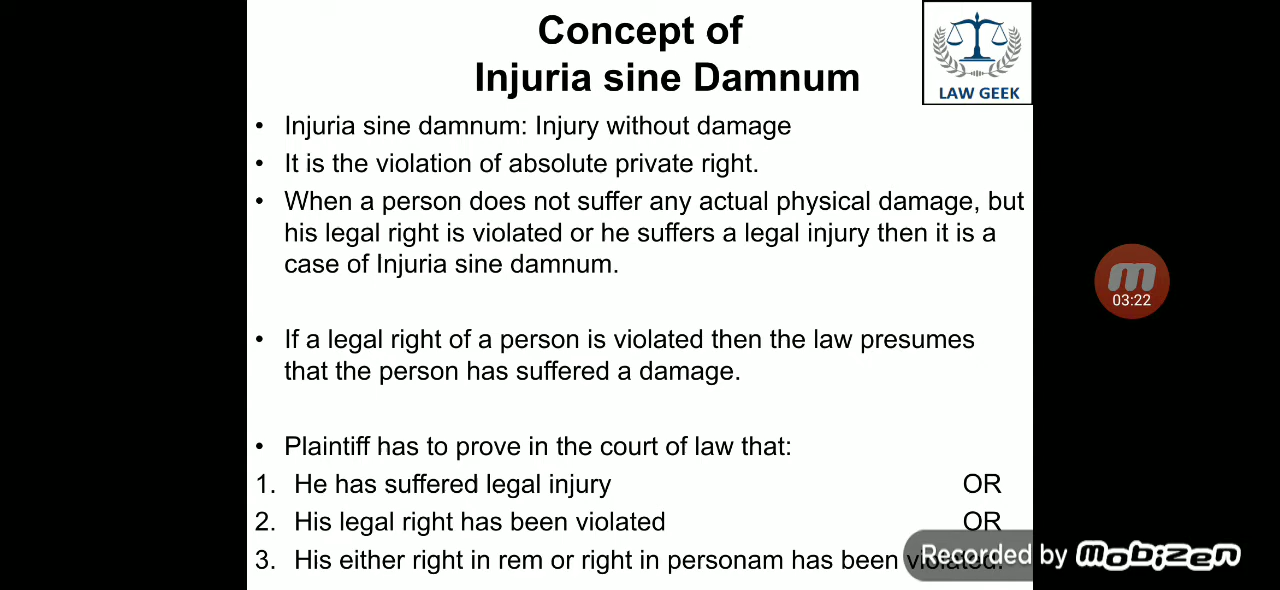 Concept of
Injuria sine Damnum
LAW GEEK
• Injuria sine damnum: Injury without damage
• It is the violation of absolute private right.
• When a person does not suffer any actual physical damage, but
his legal right is violated or he suffers a legal injury then it is a
case of Injuria sine damnum.
03:22
• If a legal right of a person is violated then the law presumes
that the person has suffered a damage.
• Plaintiff has to prove in the court of law that:
1. He has suffered legal injury OR
2. His legal right has been violated OR
3. His either right in rem or right in personam has been violated.
Recorded by mobizen